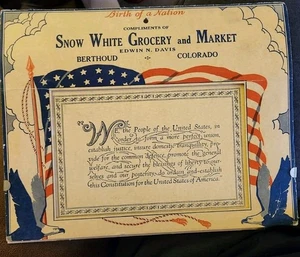 Birth of a Nation
COMPLIMENTS OF
SNOW WHITE GROCERY and MARKET
EDWIN N. DAVIS
BERTHOUD COLORADO
"WE, the People of the United States, in
order to form a more perfect union,
establish justice, insure domestic tranquility, pro-
vide for the common defence, promote the general
welfare, and secure the blessings of liberty to our-
selves and our posterity, do ordain and establish
this Constitution for the United States of America."